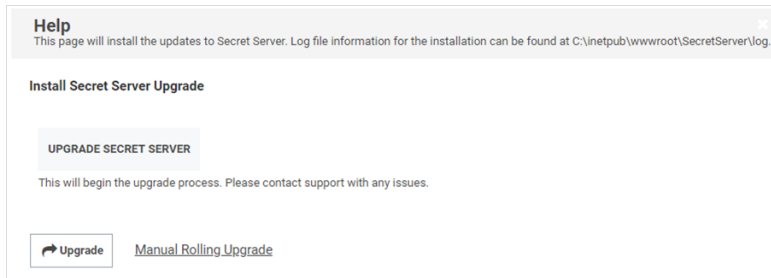 Help
This page will install the updates to Secret Server. Log file information for the installation can be found at C:\inetpub\wwwroot\SecretServer\log.
Install Secret Server Upgrade
UPGRADE SECRET SERVER
This will begin the upgrade process. Please contact support with any issues.
Upgrade Manual Rolling Upgrade